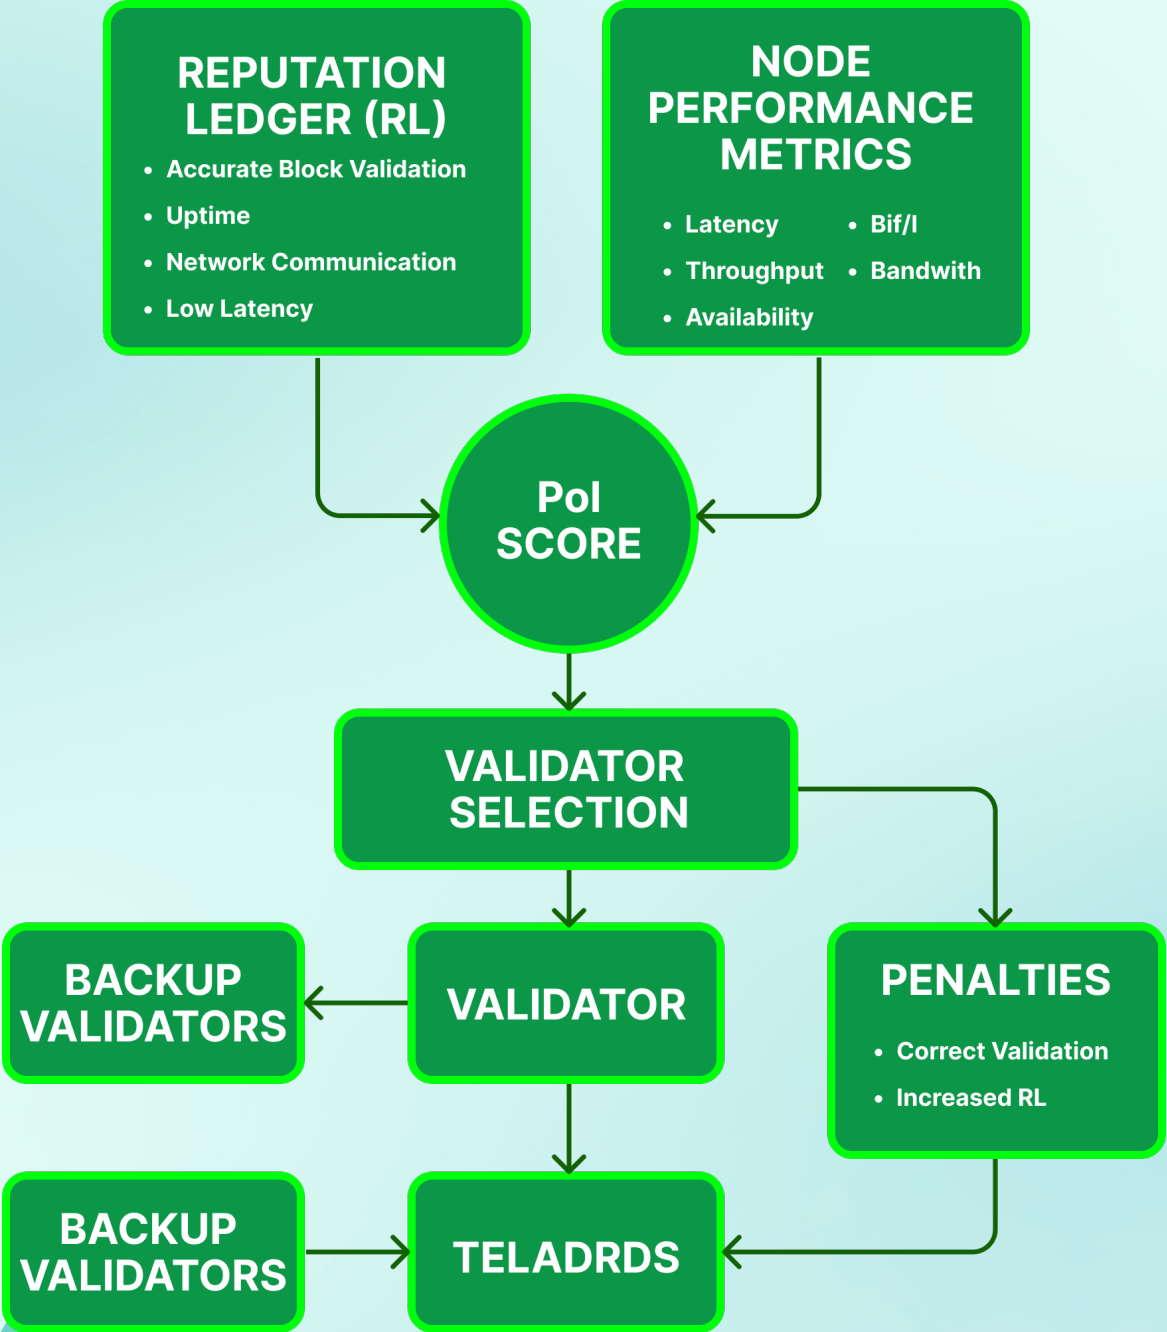 REPUTATION
LEDGER (RL)
• Accurate Block Validation
• Uptime
• Network Communication
• Low Latency
NODE
PERFORMANCE
METRICS
• Latency
• Throughput
• Availability
• Bif/l
• Bandwith
PoI
SCORE
VALIDATOR
SELECTION
BACKUP
VALIDATORS
VALIDATOR
PENALTIES
• Correct Validation
• Increased RL
BACKUP
VALIDATORS
TELADRDS